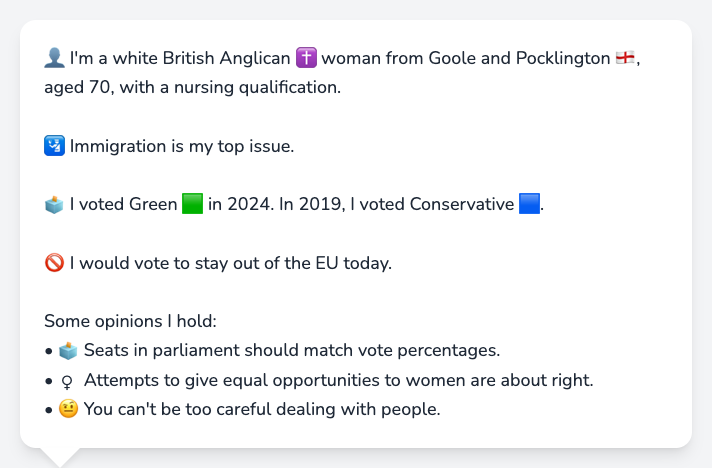 👤 I'm a white British Anglican ✝️ woman from Goole and Pocklington 🏴󠁧󠁢󠁥󠁮󠁧󠁿,
aged 70, with a nursing qualification.
🛂 Immigration is my top issue.
🗳️ I voted Green 🟩 in 2024. In 2019, I voted Conservative 🟦.
🚫 I would vote to stay out of the EU today.
Some opinions I hold:
• 🗳️ Seats in parliament should match vote percentages.
• ♀ Attempts to give equal opportunities to women are about right.
• 🤨 You can't be too careful dealing with people.